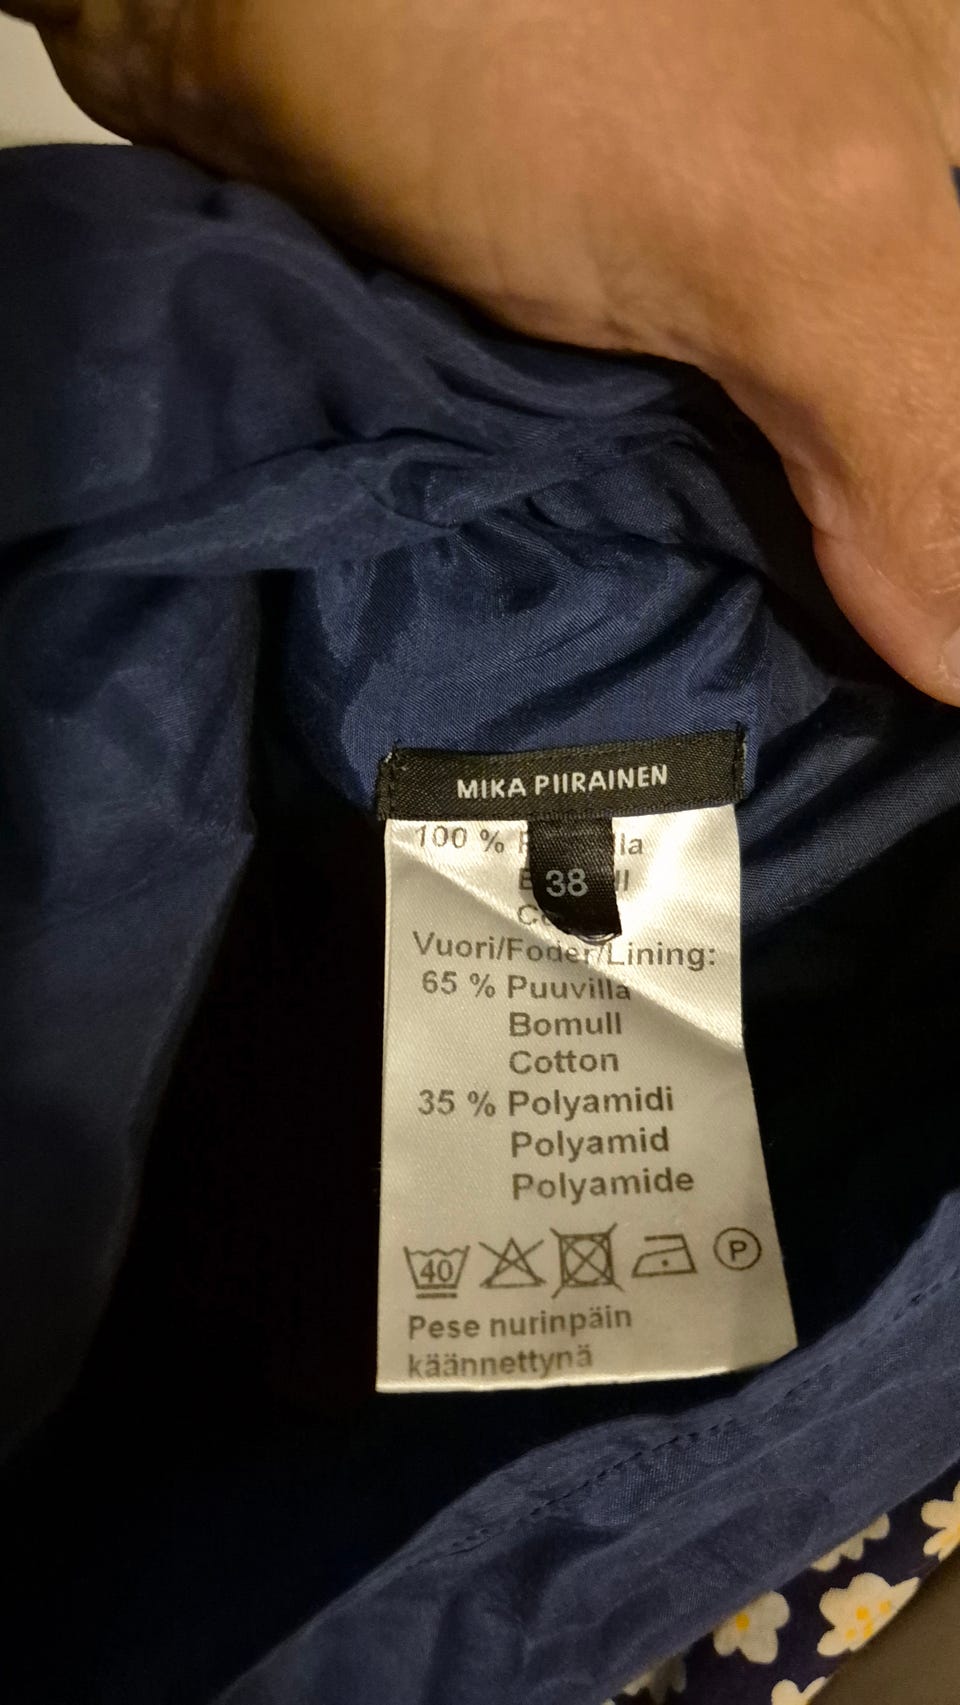 MIKA PIIRAINEN
100 %
38
Vuori/Foder/Lining:
65 % Puuvilla
Bomull
Cotton
35 % Polyamidi
Polyamid
Polyamide
40 P
Pese nurinpäin
käännettynä